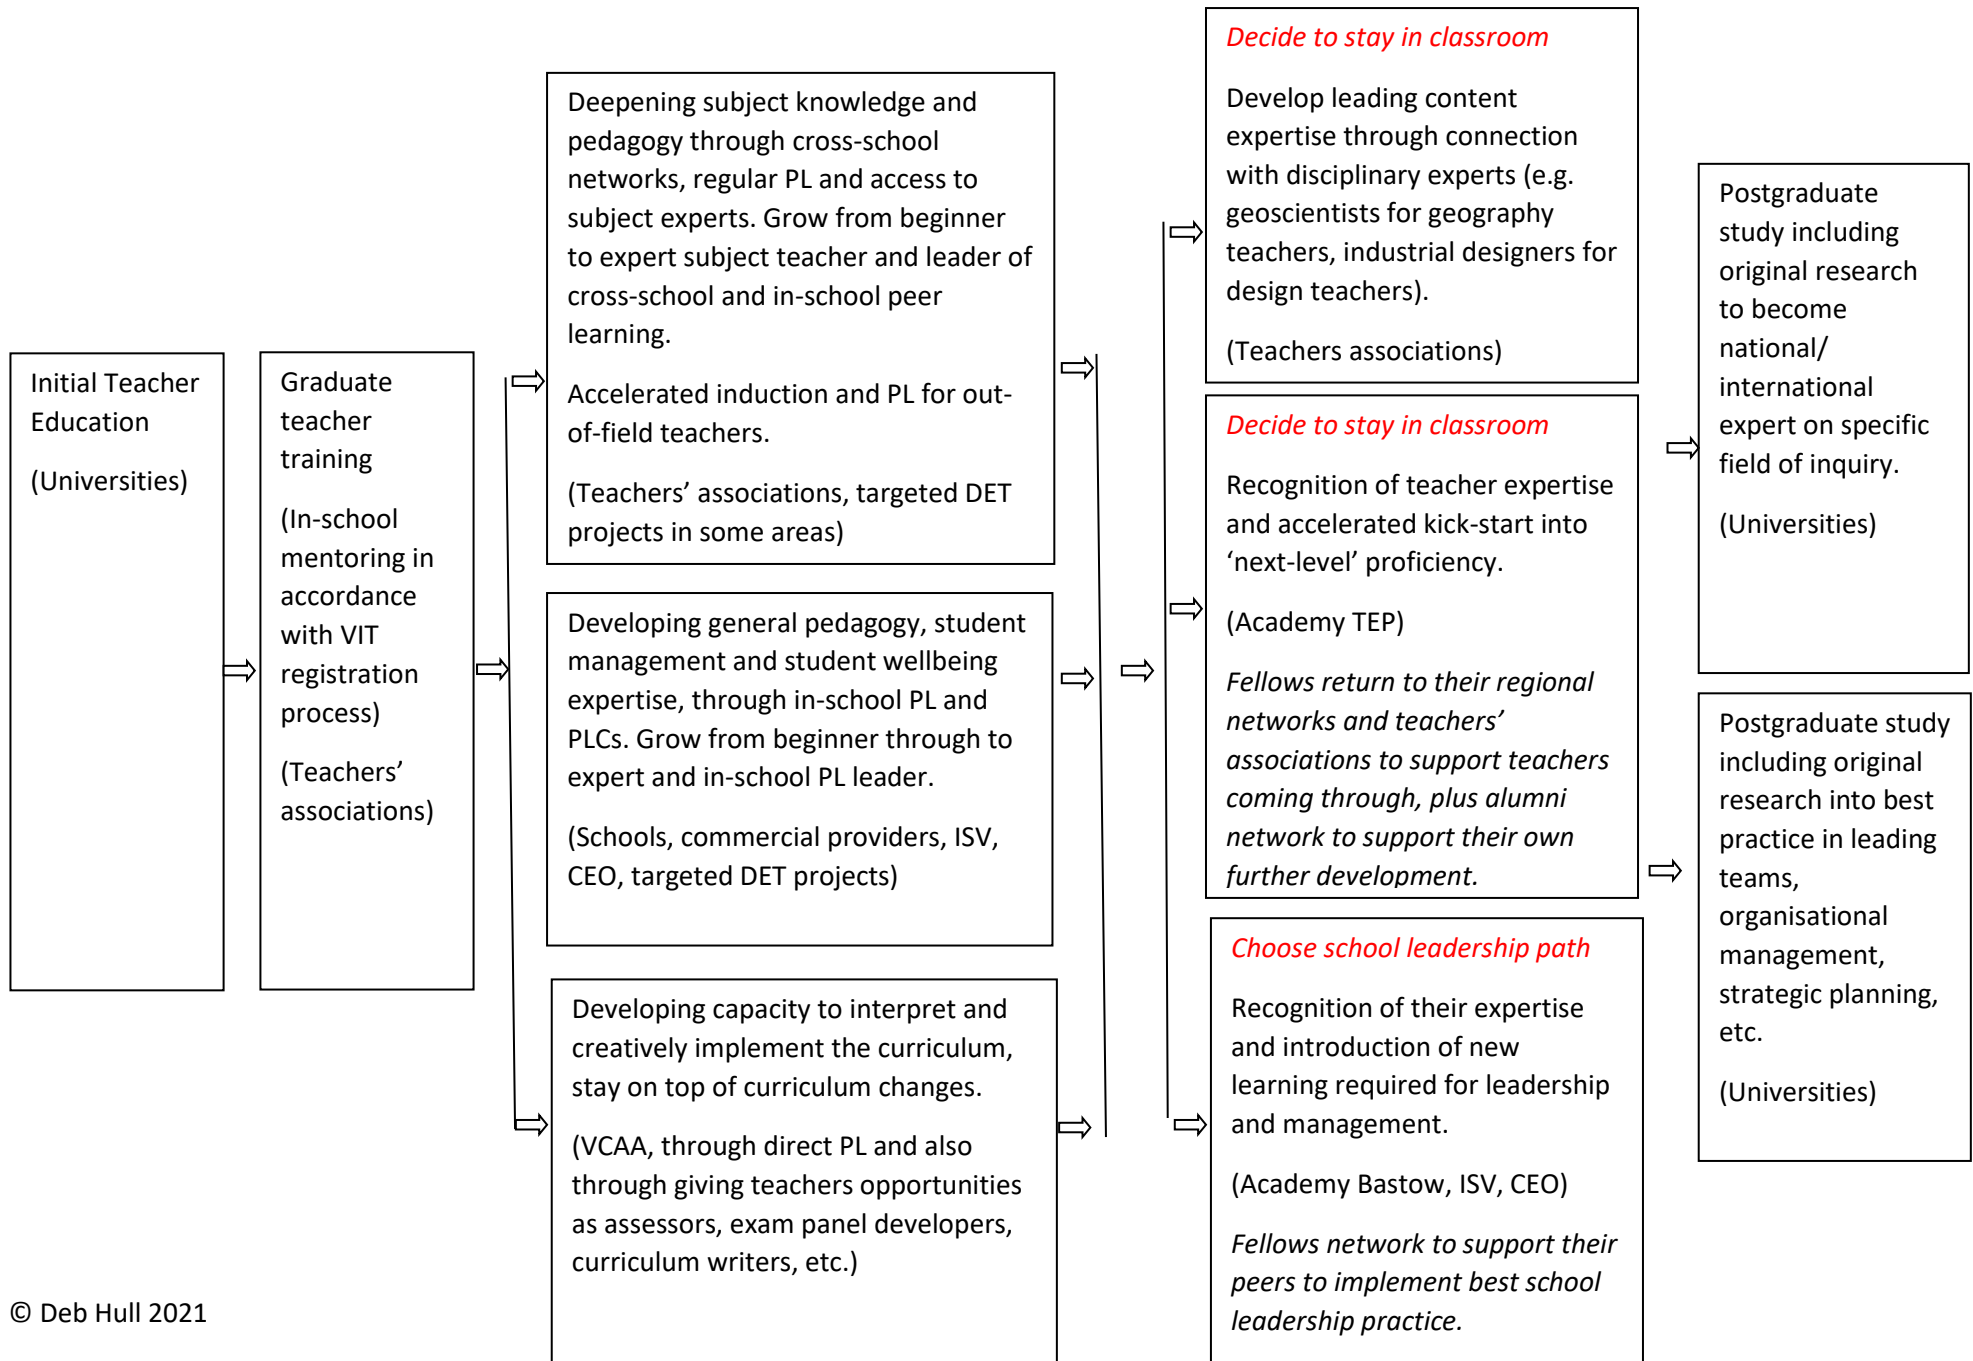 Initial Teacher
Education
(Universities)
Graduate
teacher
training
(In-school
mentoring in
accordance
with VIT
registration
process)
(Teachers’
associations)
Deepening subject knowledge and
pedagogy through cross-school
networks, regular PL and access to
subject experts. Grow from beginner
to expert subject teacher and leader of
cross-school and in-school peer
learning.
Accelerated induction and PL for out-
of-field teachers.
(Teachers’ associations, targeted DET
projects in some areas)
Developing general pedagogy, student
management and student wellbeing
expertise, through in-school PL and
PLCs. Grow from beginner through to
expert and in-school PL leader.
(Schools, commercial providers, ISV,
CEO, targeted DET projects)
Developing capacity to interpret and
creatively implement the curriculum,
stay on top of curriculum changes.
(VCAA, through direct PL and also
through giving teachers opportunities
as assessors, exam panel developers,
curriculum writers, etc.)
Decide to stay in classroom
Develop leading content
expertise through connection
with disciplinary experts (e.g.
geoscientists for geography
teachers, industrial designers for
design teachers).
(Teachers associations)
Decide to stay in classroom
Recognition of teacher expertise
and accelerated kick-start into
‘next-level’ proficiency.
(Academy TEP)
Fellows return to their regional
networks and teachers’
associations to support teachers
coming through, plus alumni
network to support their own
further development.
Choose school leadership path
Recognition of their expertise
and introduction of new
learning required for leadership
and management.
(Academy Bastow, ISV, CEO)
Fellows network to support their
peers to implement best school
leadership practice.
Postgraduate
study including
original research
to become
national/
international
expert on specific
field of inquiry.
(Universities)
Postgraduate study
including original
research into best
practice in leading
teams,
organisational
management,
strategic planning,
etc.
(Universities)
© Deb Hull 2021